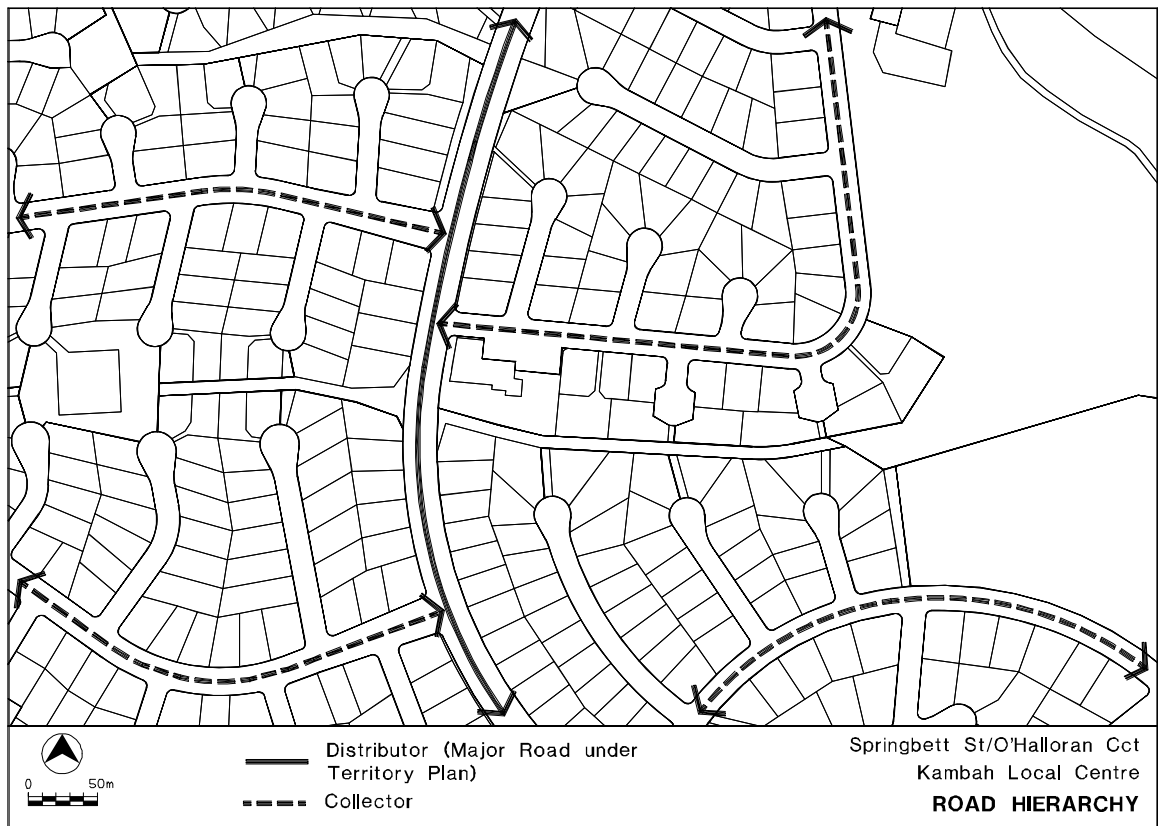 0 50m
Distributor (Major Road under
Territory Plan)
Collector
Springbett St/O'Halloran Cct
Kambah Local Centre
ROAD HIERARCHY